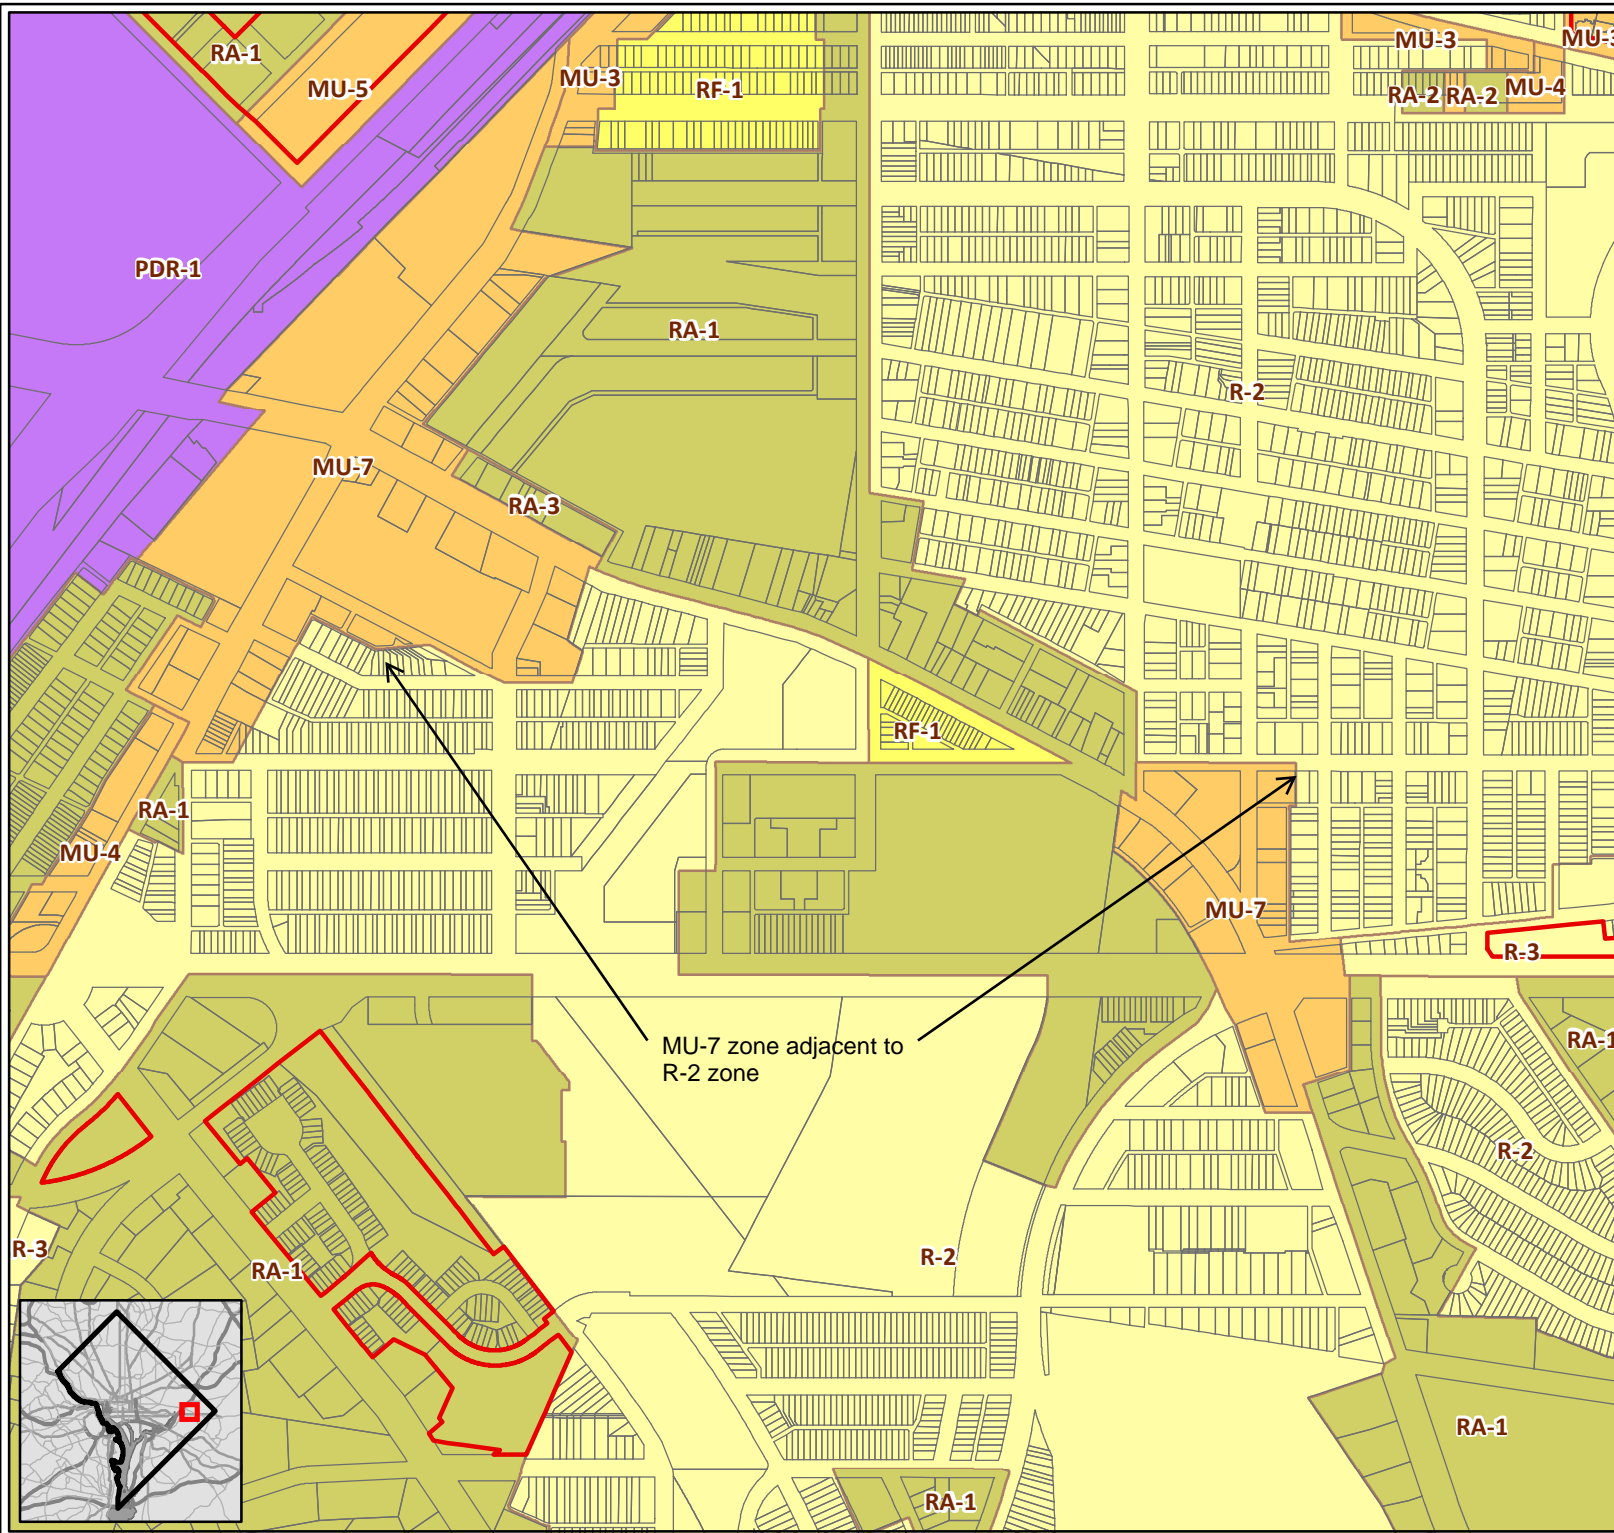 MU-3
MU-3
RA-1
MU-3
MU-5
RF-1
RA-2
RA-2
MU-4
PDR-1
RA-1
R-2
MU-7
RA-3
RF-1
RA-1
MU-4
MU-7
R-3
MU-7 zone adjacent to
R-2 zone
RA-1
R-2
R-3
R-2
RA-1
RA-1
RA-1